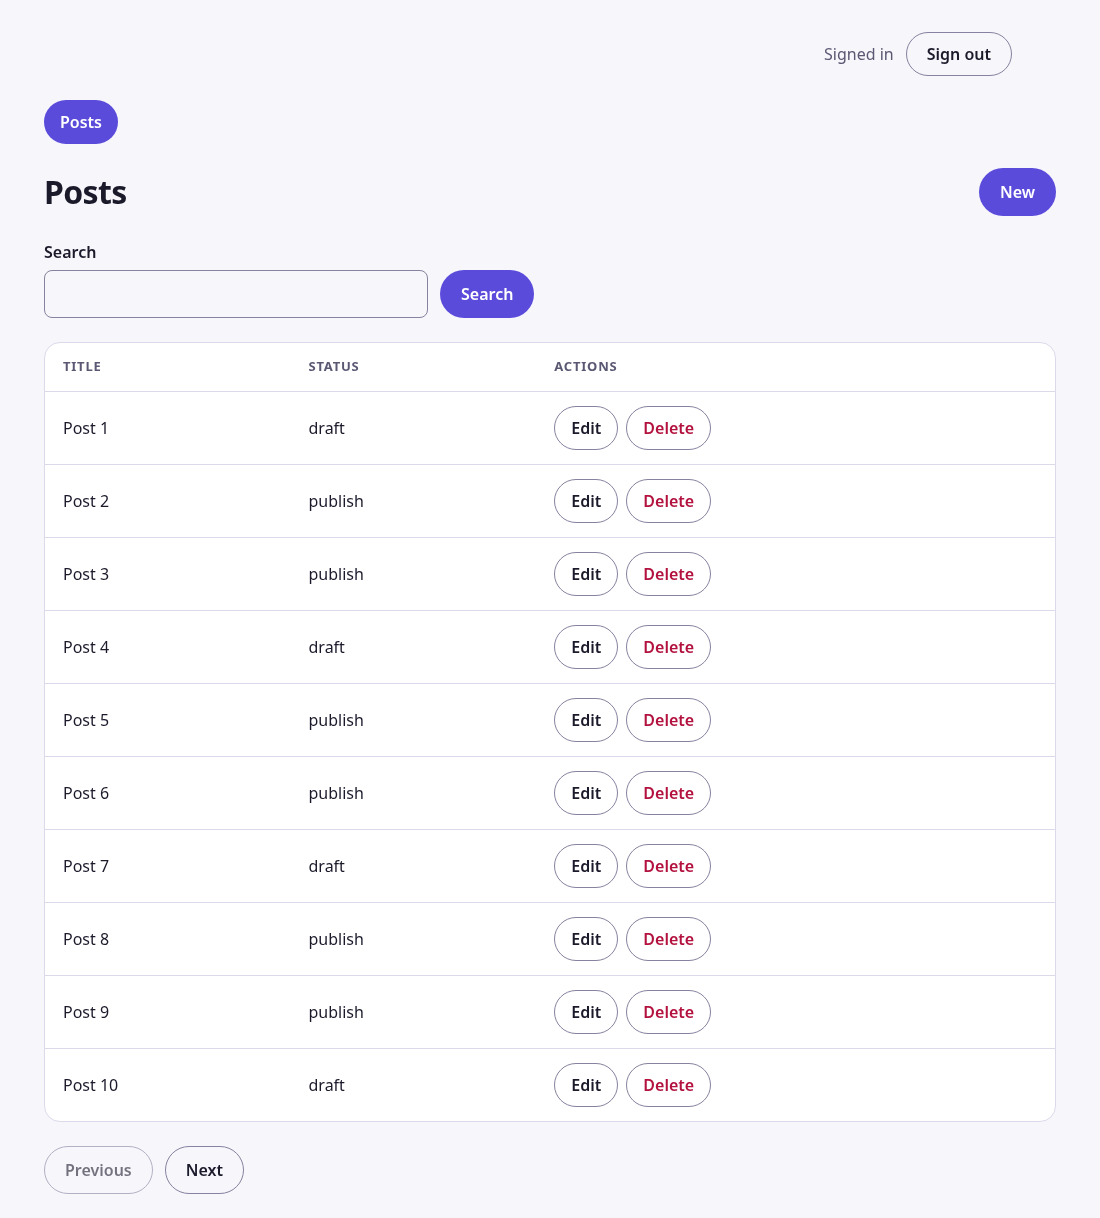 Signed in Sign out
Posts
Posts New
Search
Search
TITLE STATUS ACTIONS
Post 1 draft Edit Delete
Post 2 publish Edit Delete
Post 3 publish Edit Delete
Post 4 draft Edit Delete
Post 5 publish Edit Delete
Post 6 publish Edit Delete
Post 7 draft Edit Delete
Post 8 publish Edit Delete
Post 9 publish Edit Delete
Post 10 draft Edit Delete
Previous Next